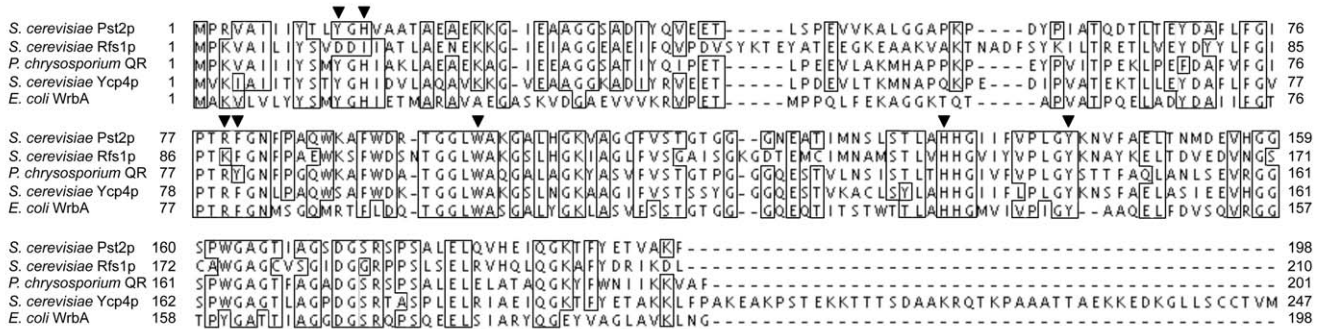 S. cerevisiae Pst2p 1 MPRVAIIIYTLYGHVAATAEAEKKG-IEAAGGSADIYQVEET-----LSPEVVKALGGAPKP----DYPIATQDTLTEYDAFLFGI 76
S. cerevisiae Rfs1p 1 MPKVAILIYSVDDIIATLAENEKKG-IEIAGGEAEIFQVPDVSYKTEYATEEGKEAAKVAKTNADFSYKILTRETLVEYDYYLFGI 85
P. chrysosporium QR 1 MPKVAIIIYSMYGHIAKLAEAEKAG-IEEAGGSATIYQIPET-----LPEEVLAKMHAPPKP----EYPVITPEKLPEFDAFVFGI 76
S. cerevisiae Ycp4p 1 MVKIAIITYSTYGHIDVLAQAVKKG-VEAAGGKADIYRVEET-----LPDEVLTKMNAPQKPE---DYPVATEKTLLEYDAFLFGV 77
E. coli WrbA 1 MAKVLVLYYSMYGHIETMARAVAEGASKVDGAEVVVKRVPET-----MPPQLFEKAGGKTQT-----APVATPQELADYDAIIFGT 76
S. cerevisiae Pst2p 77 PTRFGNFPAQWKAFWDR-TGGLWAKGALHGKVAGCFVSTGTGG--GNEATIMNSLSTLAHHGIIFVPLGYKNVFAELTNMDEVHGG 159
S. cerevisiae Rfs1p 86 PTKFGNFPAEWKSFWDSNTGGLWAKGSLHGKIAGLFVSGAISGKGDTEMCIMNAMSTLVHHGVIYVPLGYKNAYKELTDVEDVNGS 171
P. chrysosporium QR 77 PTRYGNFPGQWKAFWDA-TGQLWAQGALAGKYVGCFVSTGTPG-GGQESTVLNSISTLTHHGIIFVPLGYSTTFAQLANLSEVRGG 161
S. cerevisiae Ycp4p 78 PTRFGNLPAQWSAFWDK-TGGLWAKGSLNGKAAGIFVSTSSYG-GGQESTVKACLSYLAHHGIIFLPLGYKNSFAELASIEEVHGG 161
E. coli WrbA 77 PTRFGNMSGQMRTFLDQ-TGGLWASGALYGKLASVFSSTGTGG--GQEQTITSTWTTLAHHGMVIVPIGY--AAQELFDVSQVRGG 157
S. cerevisiae Pst2p 160 SPWGAGTIAGSDGSRSPSALELQVHEIQGKTFYETVAKF------------------------------------------------- 198
S. cerevisiae Rfs1p 172 CAWGAGCVSGIDGGRPPSLSELRVHQLQGKAFYDRIKDL------------------------------------------------- 210
P. chrysosporium QR 161 SPWGAGTFAGADGSRSPSALELELATAQGKYFWNIIKKVAF----------------------------------------------- 201
S. cerevisiae Ycp4p 162 SPWGAGTLAGPDGSRTASPLELRIAEIQGKTFYETAKKLFPAKEAKPSTEKKTTTSDAAKRQTKPAAATTAEKKEDKGLLSCCTVM 247
E. coli WrbA 158 TPYGATTIAGGDGSRQPSQEELSIARYQGEYVAGLAVKLNG---------------------------------------------- 198